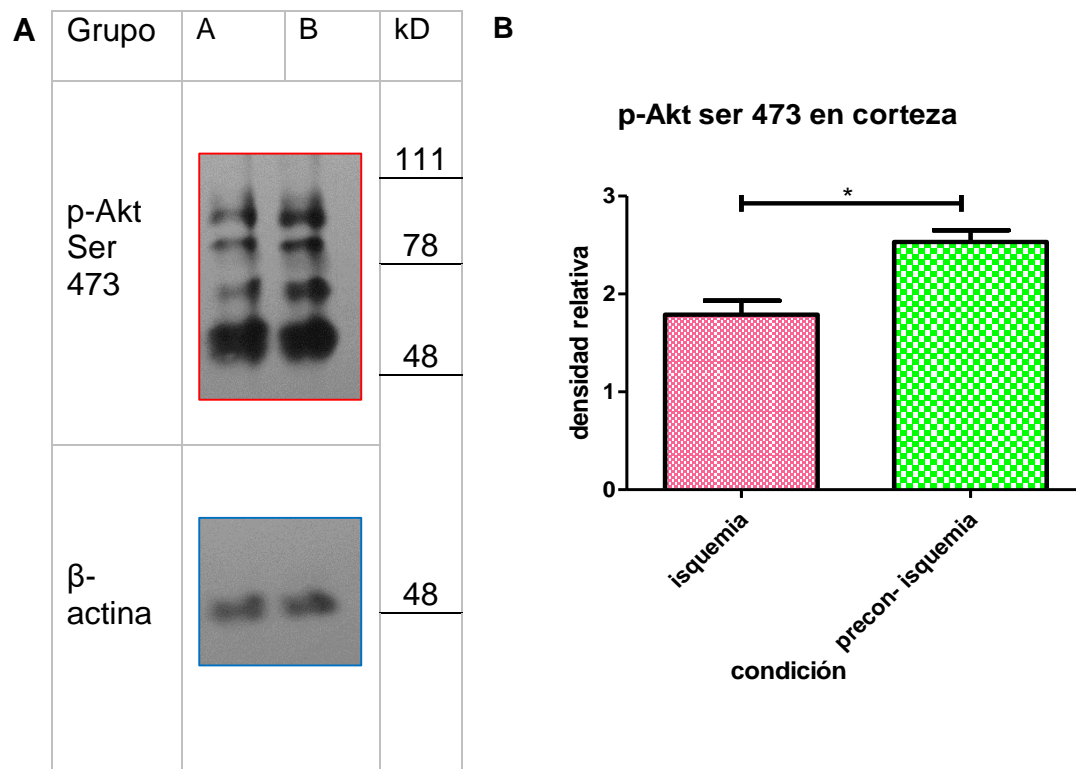 A
Grupo A B kD
p-Akt
Ser
473
111
78
48
β-
actina
48
B
p-Akt ser 473 en corteza
*
3
2
1
0
densidad relativa
isquemia
precon- isquemia
condición